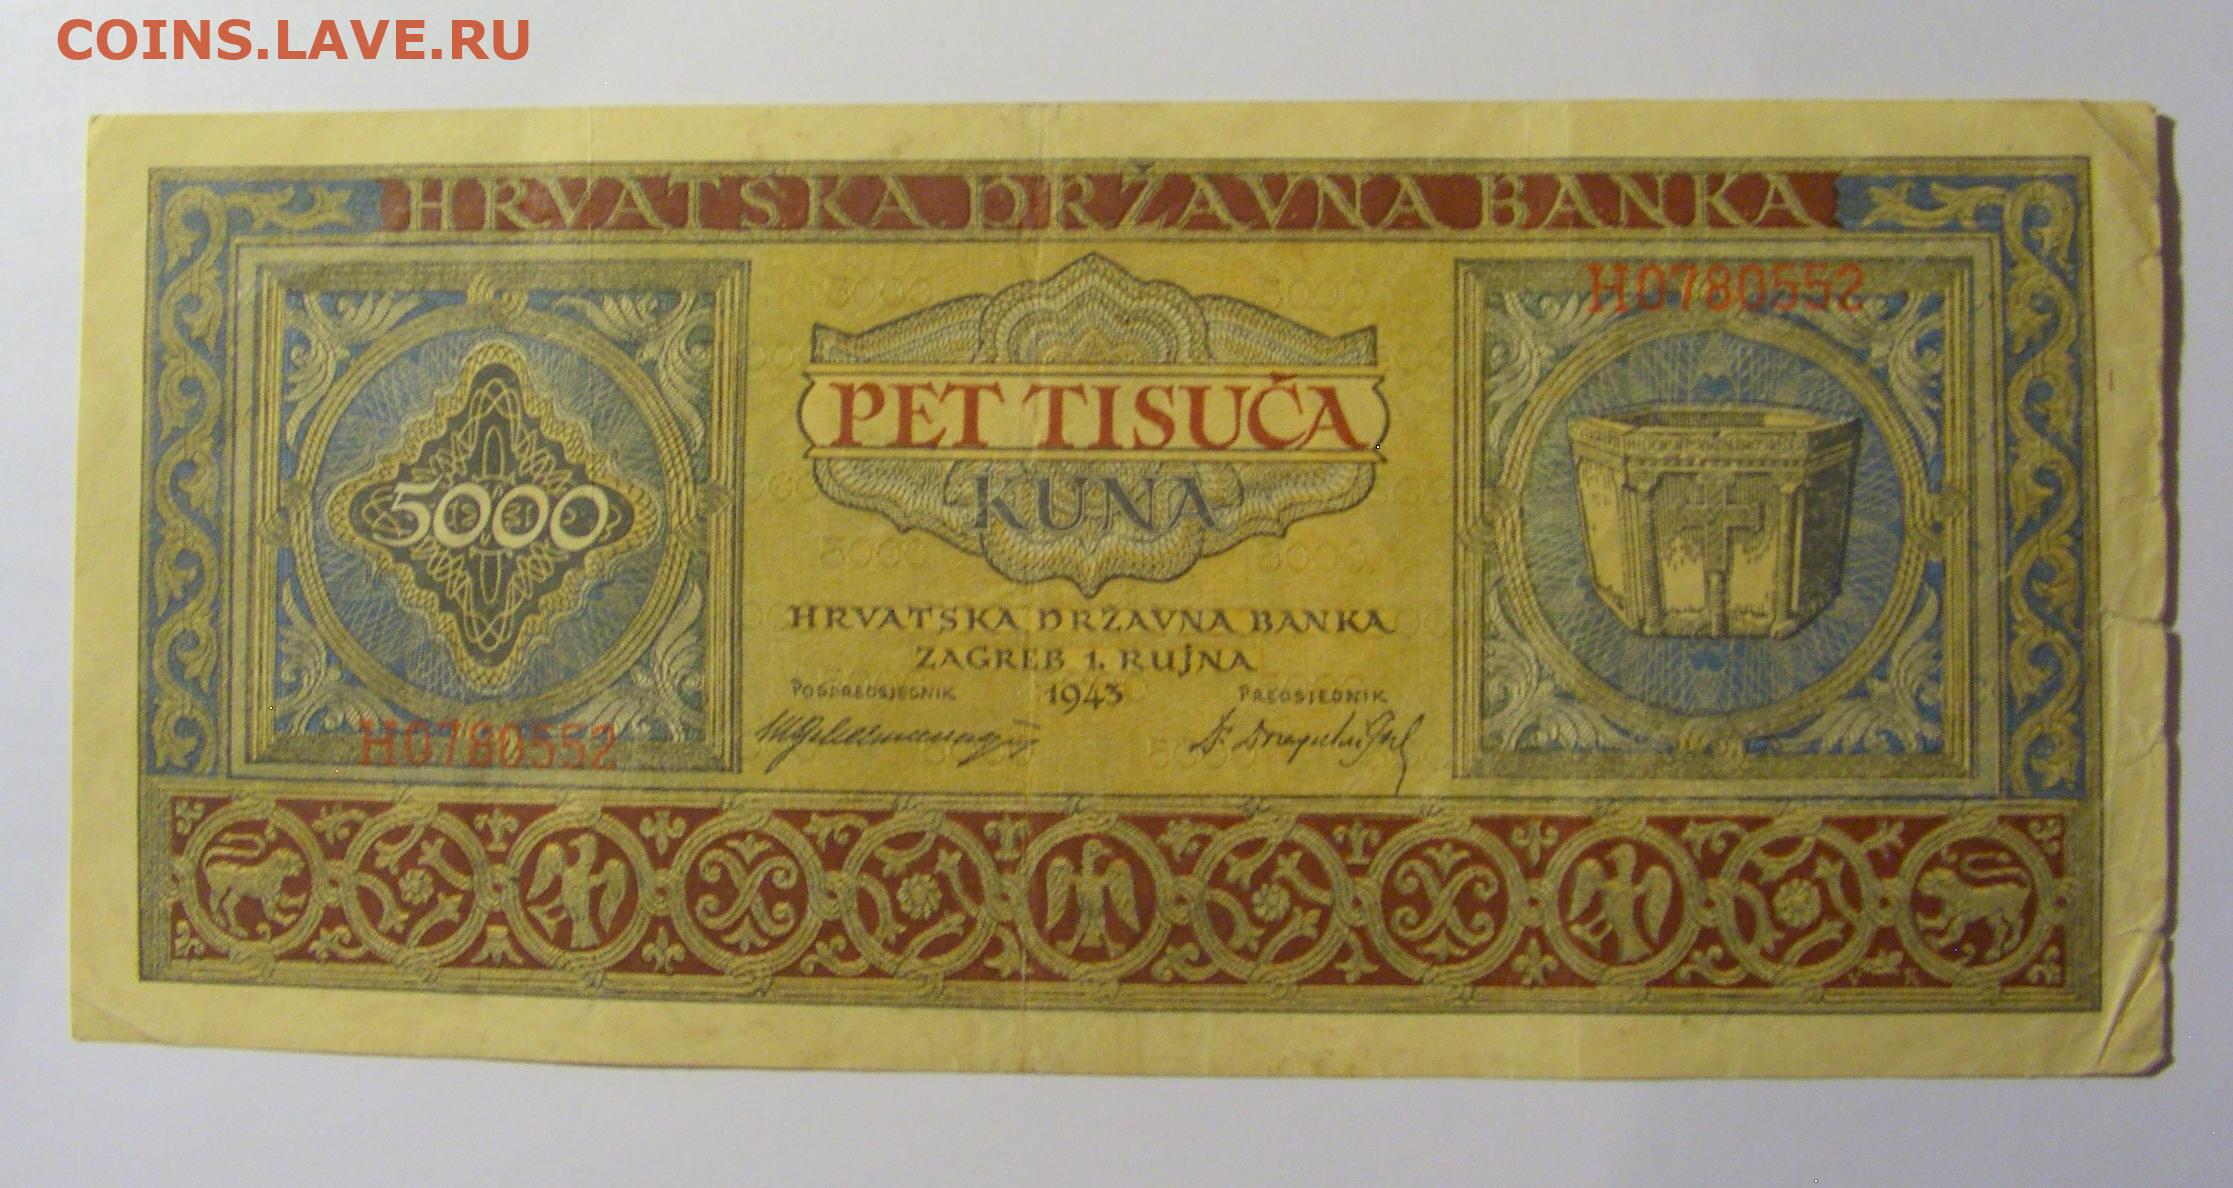 COINS.LAVE.RU
HRVATSKA DRŽAVNA BANKA
H0780552
5000
PET TISUČA
KUNA
HRVATSKA DRŽAVNA BANKA
ZAGREB 1. RUJNA
PODPREDSJEDNIK 1943 PREDSJEDNIK
H0780552